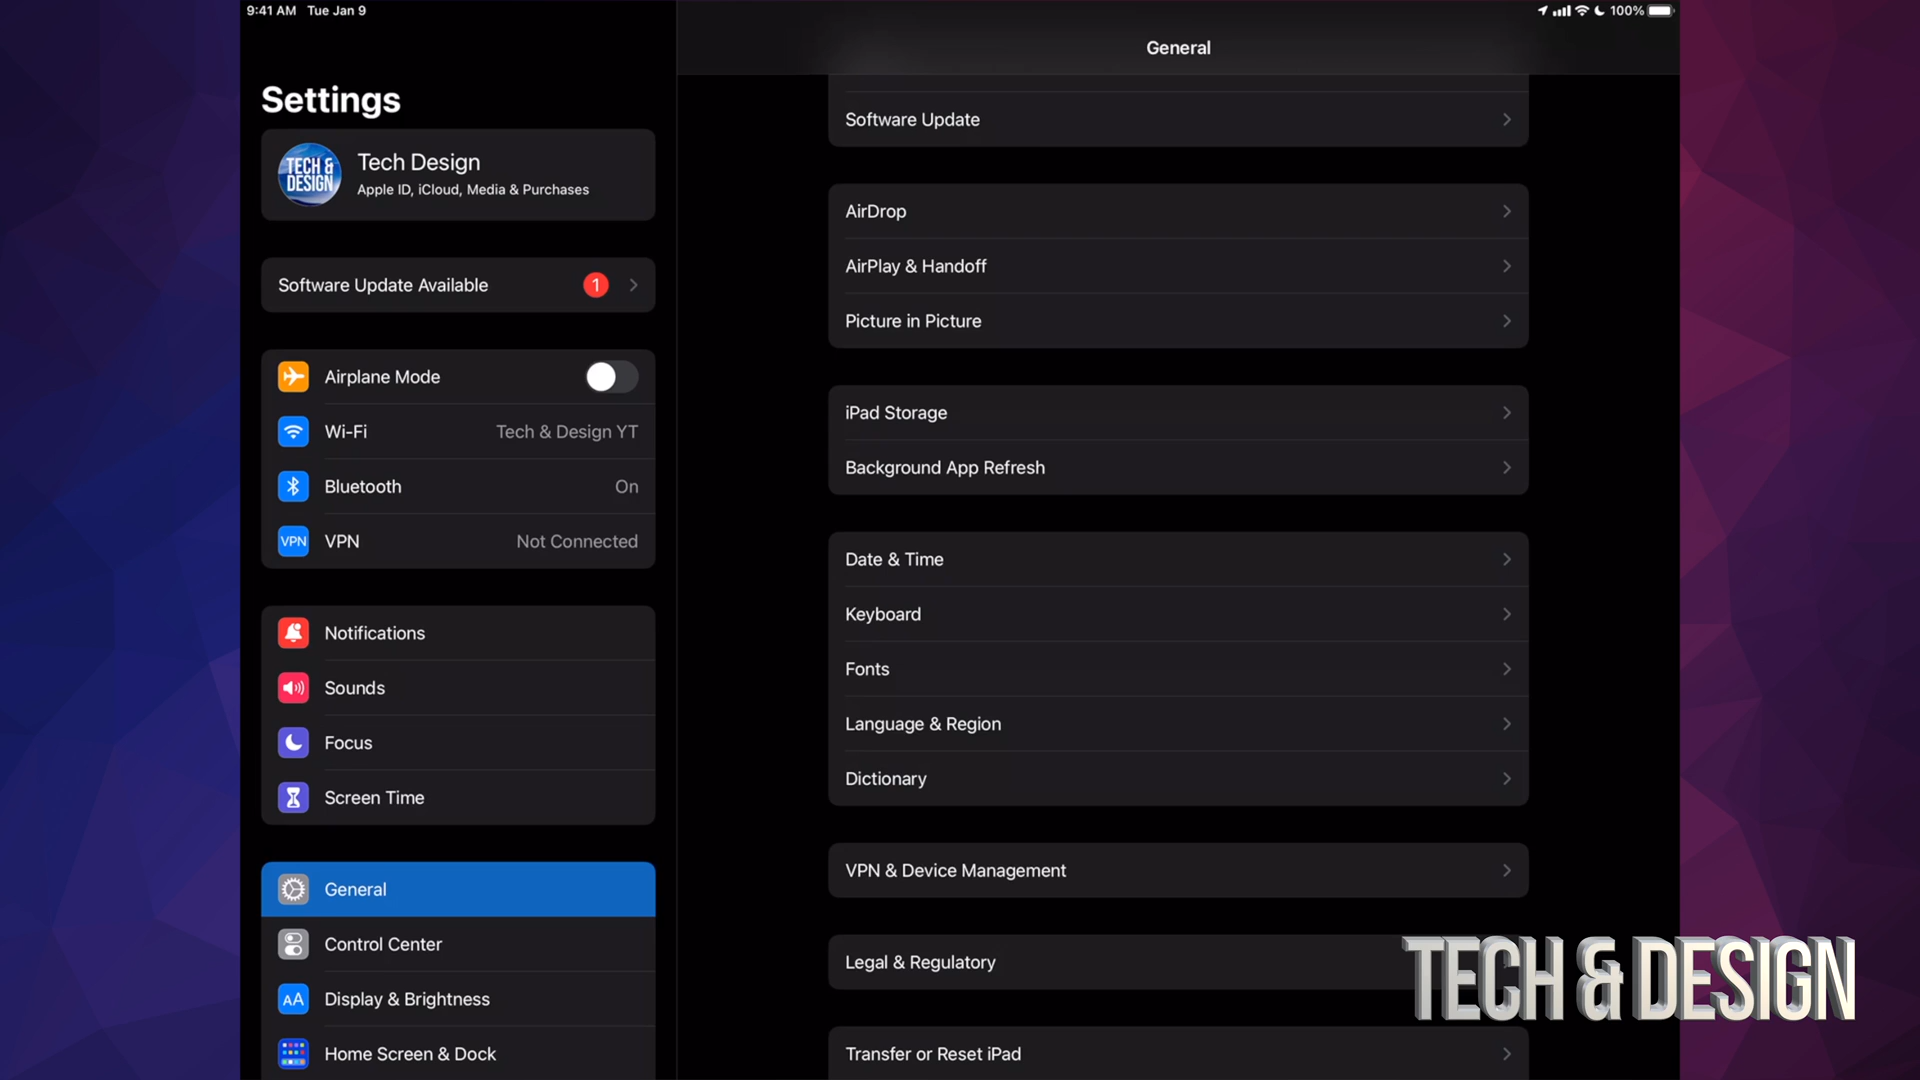 9:41 AM Tue Jan 9
100%
Settings
TECH &
DESIGN
Tech Design
Apple ID, iCloud, Media & Purchases
Software Update Available 1
Airplane Mode
Wi-Fi Tech & Design YT
Bluetooth On
VPN VPN Not Connected
Notifications
Sounds
Focus
Screen Time
General
Control Center
AA Display & Brightness
Home Screen & Dock
General
Software Update
AirDrop
AirPlay & Handoff
Picture in Picture
iPad Storage
Background App Refresh
Date & Time
Keyboard
Fonts
Language & Region
Dictionary
VPN & Device Management
Legal & Regulatory
Transfer or Reset iPad
TECH & DESIGN